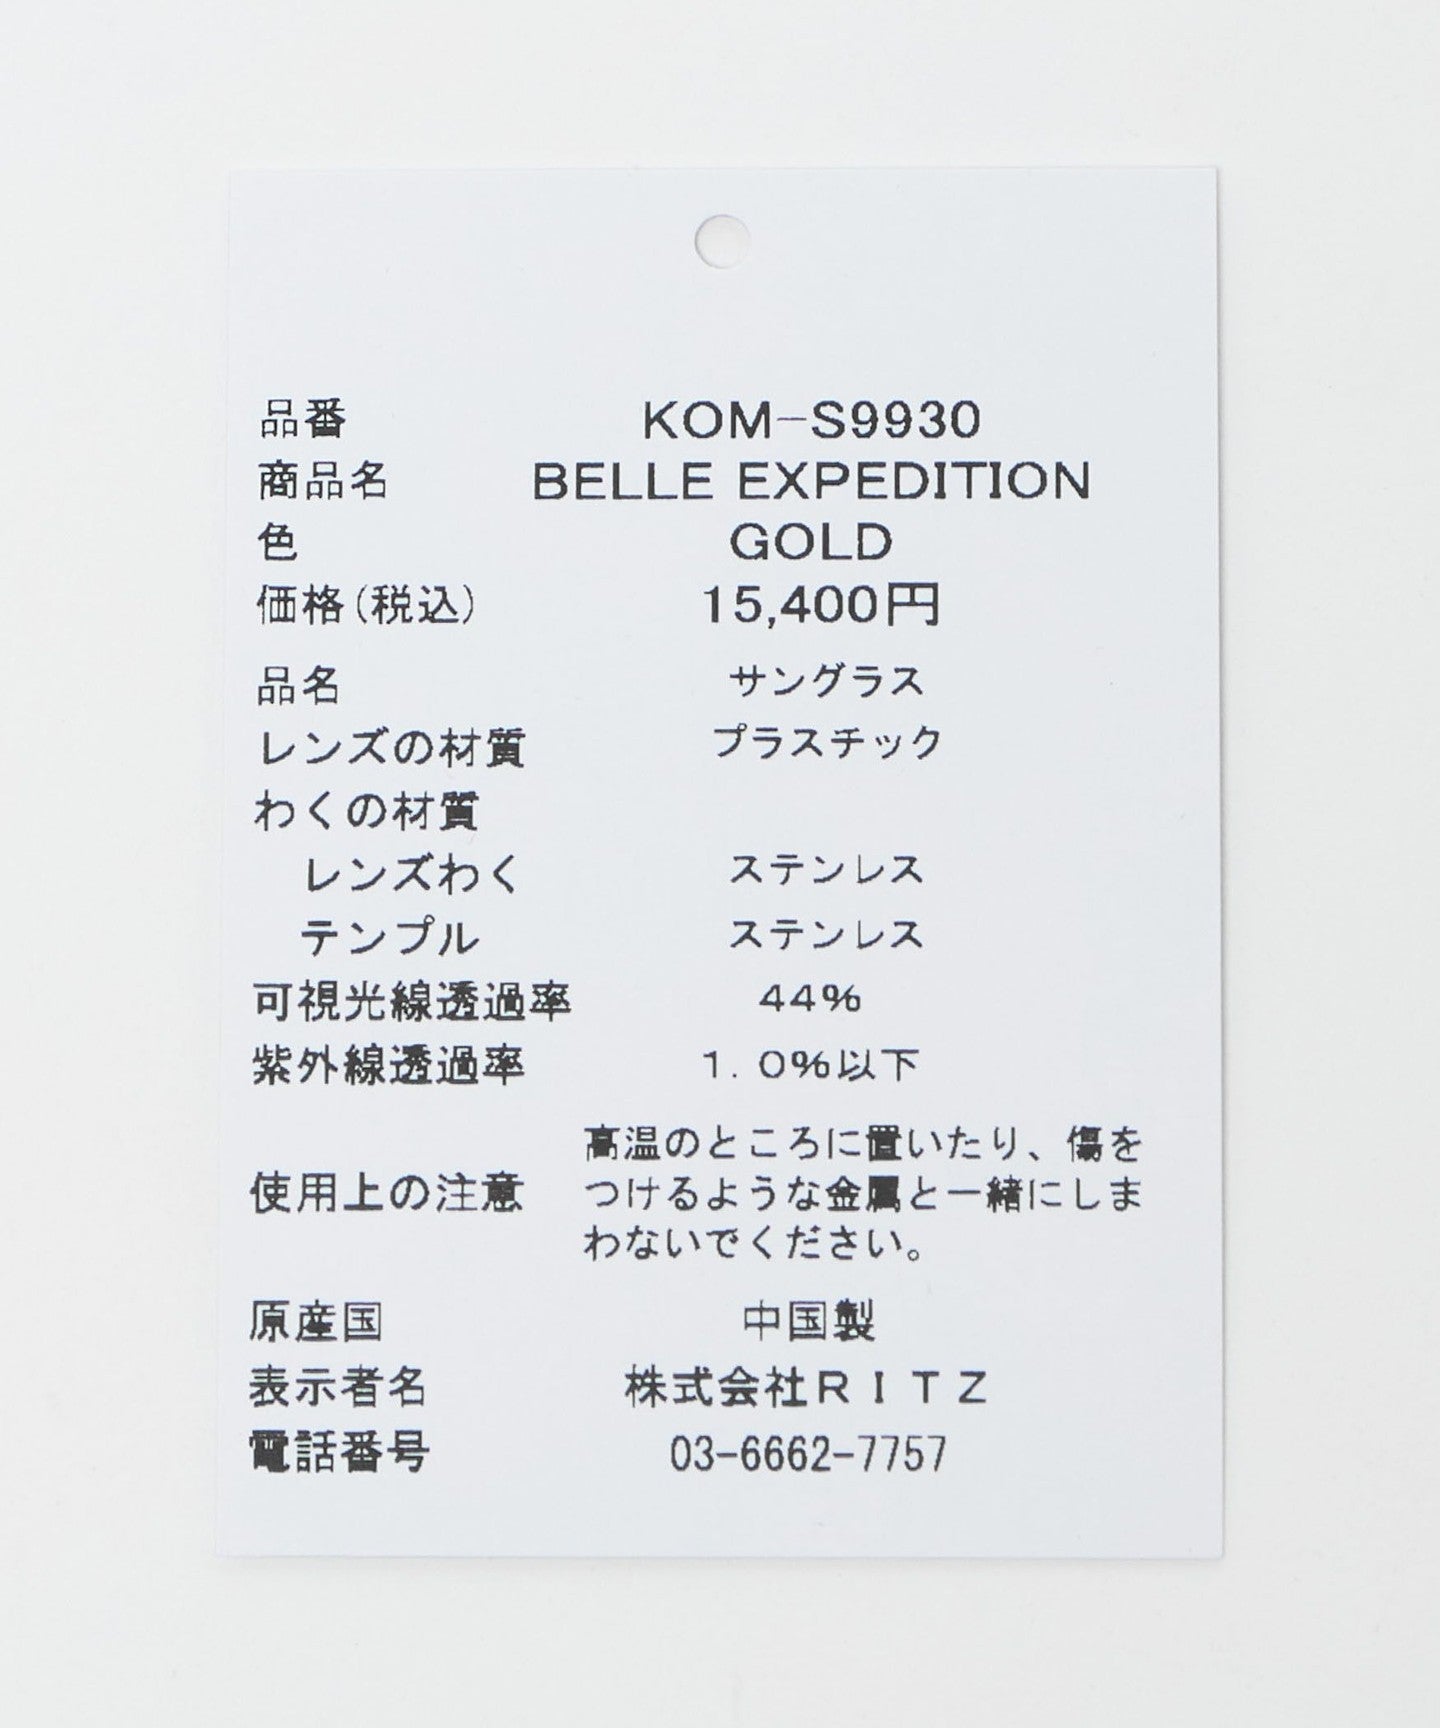 品番 KOM-S9930
商品名 BELLE EXPEDITION
色 GOLD
価格(税込) 15,400円
品名 サングラス
レンズの材質 プラスチック
わくの材質
レンズわく ステンレス
テンプル ステンレス
可視光線透過率 44%
紫外線透過率 1.0%以下
使用上の注意 高温のところに置いたり、傷を
つけるような金属と一緒にしま
わないでください。
原産国 中国製
表示者名 株式会社RITZ
電話番号 03-6662-7757